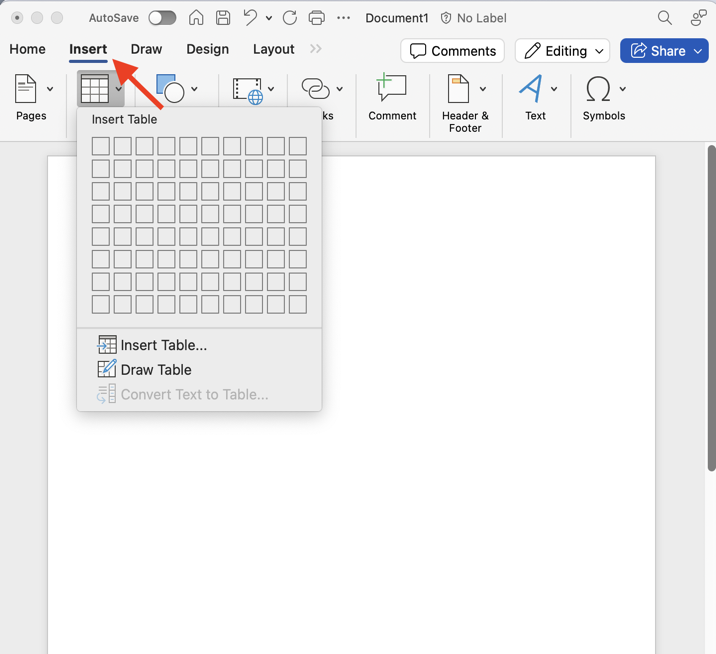 AutoSave Document1 No Label
Home Insert Draw Design Layout Comments Editing Share
Pages ks Comment Header & Footer Text Symbols
Insert Table
Insert Table...
Draw Table
Convert Text to Table...